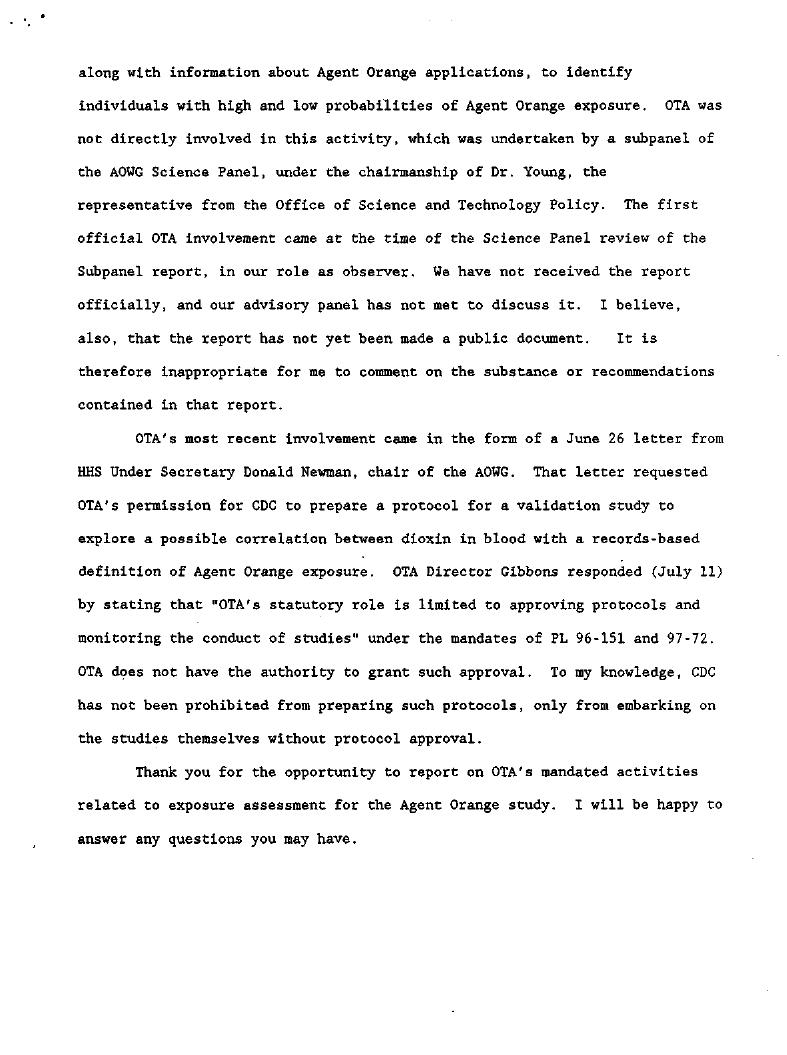 along with information about Agent Orange applications, to identify
individuals with high and low probabilities of Agent Orange exposure.  OTA was
not directly involved in this activity, which was undertaken by a subpanel of
the AOWG Science Panel, under the chairmanship of Dr. Young, the
representative from the Office of Science and Technology Policy.  The first
official OTA involvement came at the time of the Science Panel review of the
Subpanel report, in our role as observer.  We have not received the report
officially, and our advisory panel has not met to discuss it.  I believe,
also, that the report has not yet been made a public document.   It is
therefore inappropriate for me to comment on the substance or recommendations
contained in that report.
OTA's most recent involvement came in the form of a June 26 letter from
HHS Under Secretary Donald Newman, chair of the AOWG.  That letter requested
OTA's permission for CDC to prepare a protocol for a validation study to
explore a possible correlation between dioxin in blood with a records-based
definition of Agent Orange exposure.  OTA Director Gibbons responded (July 11)
by stating that "OTA's statutory role is limited to approving protocols and
monitoring the conduct of studies" under the mandates of PL 96-151 and 97-72.
OTA does not have the authority to grant such approval.  To my knowledge, CDC
has not been prohibited from preparing such protocols, only from embarking on
the studies themselves without protocol approval.
Thank you for the opportunity to report on OTA's mandated activities
related to exposure assessment for the Agent Orange study.  I will be happy to
answer any questions you may have.